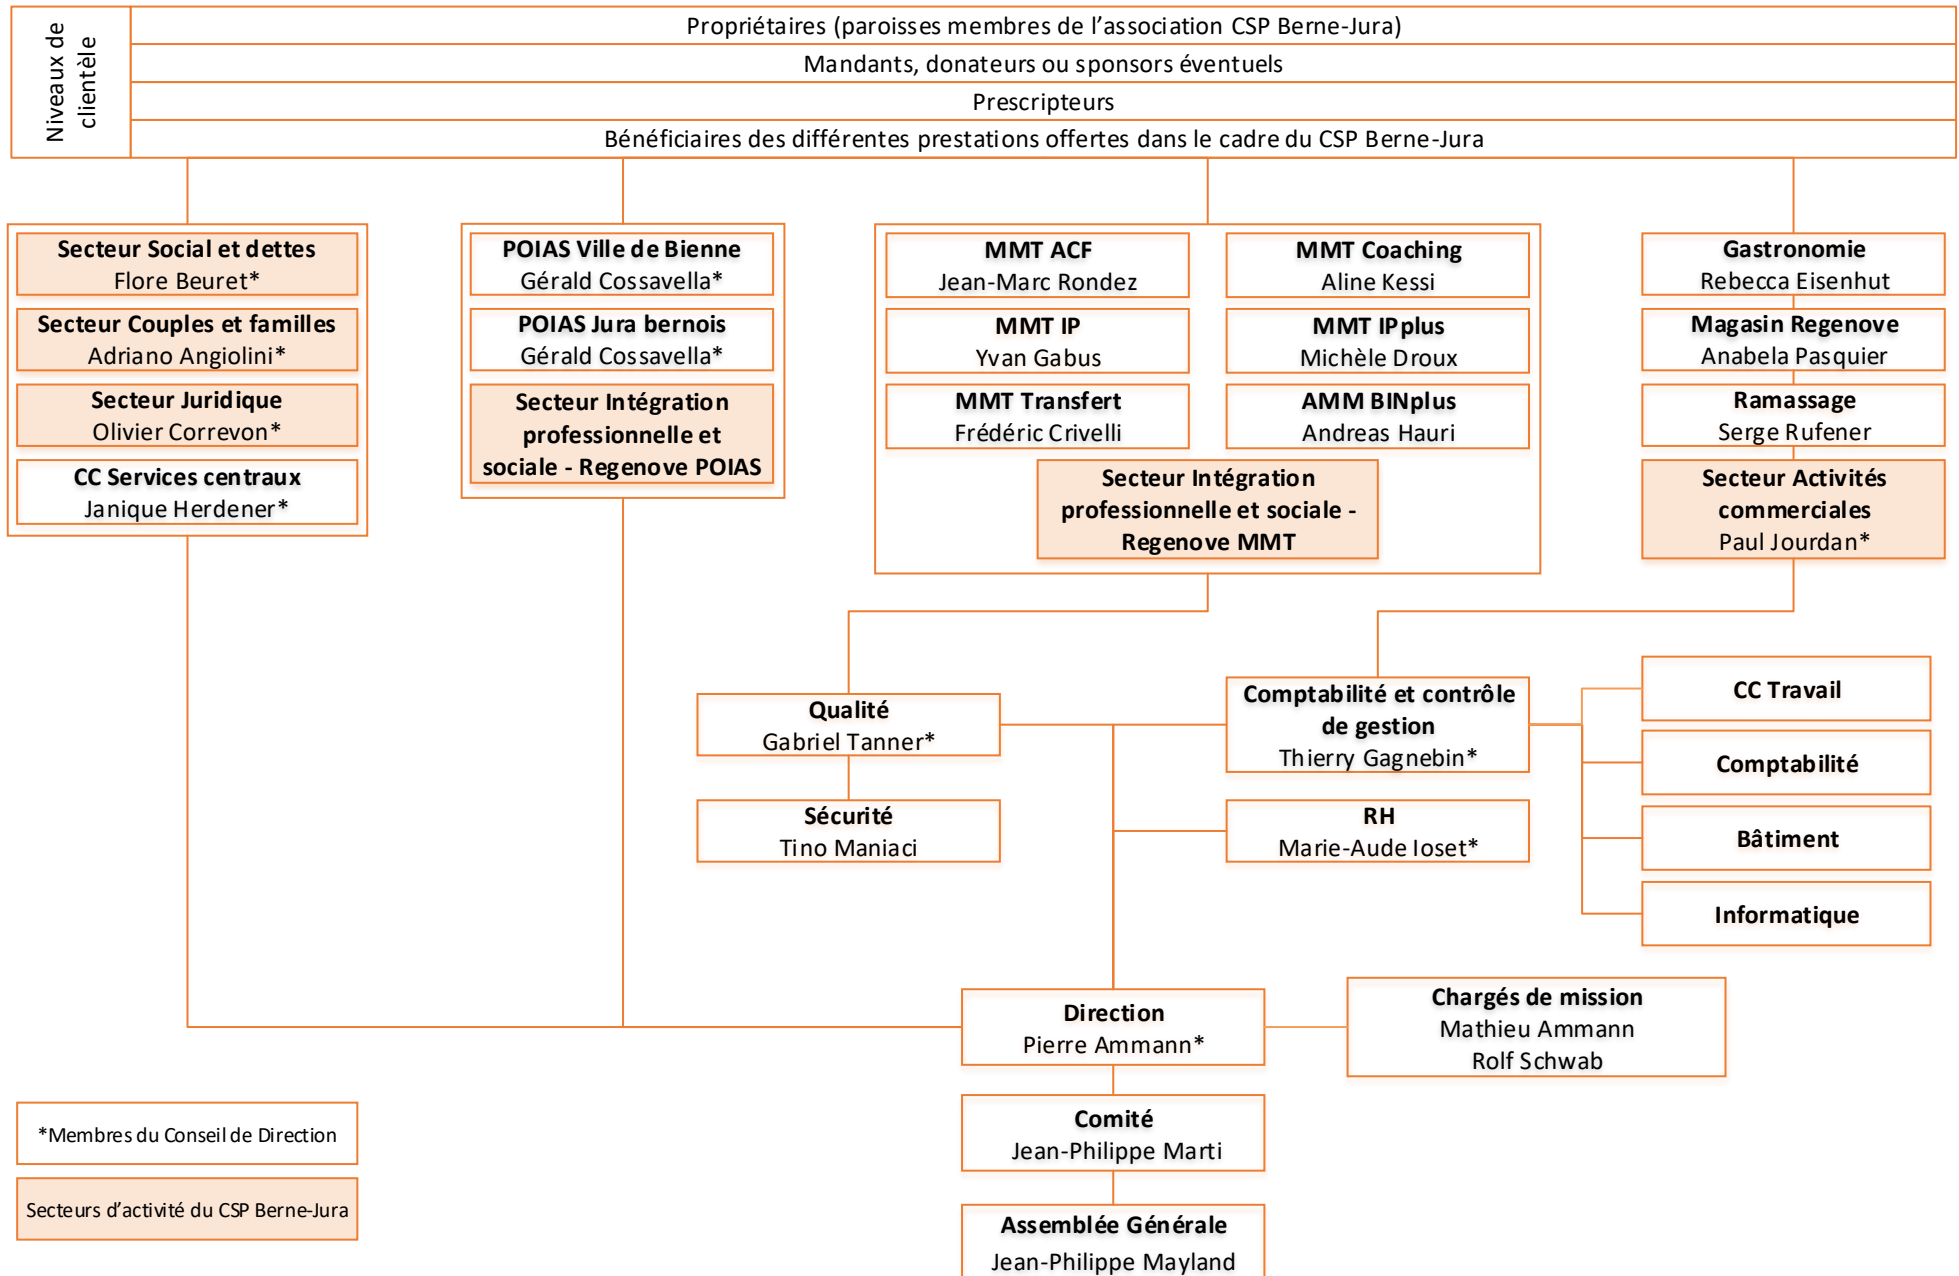 Niveaux de
clientèle
Propriétaires (paroisses membres de l’association CSP Berne-Jura)
Mandants, donateurs ou sponsors éventuels
Prescripteurs
Bénéficiaires des différentes prestations offertes dans le cadre du CSP Berne-Jura
Secteur Social et dettes
Flore Beuret*
Secteur Couples et familles
Adriano Angiolini*
Secteur Juridique
Olivier Correvon*
CC Services centraux
Janique Herdener*
POIAS Ville de Bienne
Gérald Cossavella*
POIAS Jura bernois
Gérald Cossavella*
Secteur Intégration
professionnelle et
sociale - Regenove POIAS
MMT ACF
Jean-Marc Rondez
MMT Coaching
Aline Kessi
MMT IP
Yvan Gabus
MMT IPplus
Michèle Droux
MMT Transfert
Frédéric Crivelli
AMM BINplus
Andreas Hauri
Secteur Intégration
professionnelle et sociale -
Regenove MMT
Gastronomie
Rebecca Eisenhut
Magasin Regenove
Anabela Pasquier
Ramassage
Serge Rufener
Secteur Activités
commerciales
Paul Jourdan*
Qualité
Gabriel Tanner*
Sécurité
Tino Maniaci
Comptabilité et contrôle
de gestion
Thierry Gagnebin*
RH
Marie-Aude Ioset*
CC Travail
Comptabilité
Bâtiment
Informatique
Direction
Pierre Ammann*
Chargés de mission
Mathieu Ammann
Rolf Schwab
Comité
Jean-Philippe Marti
Assemblée Générale
Jean-Philippe Mayland
*Membres du Conseil de Direction
Secteurs d’activité du CSP Berne-Jura